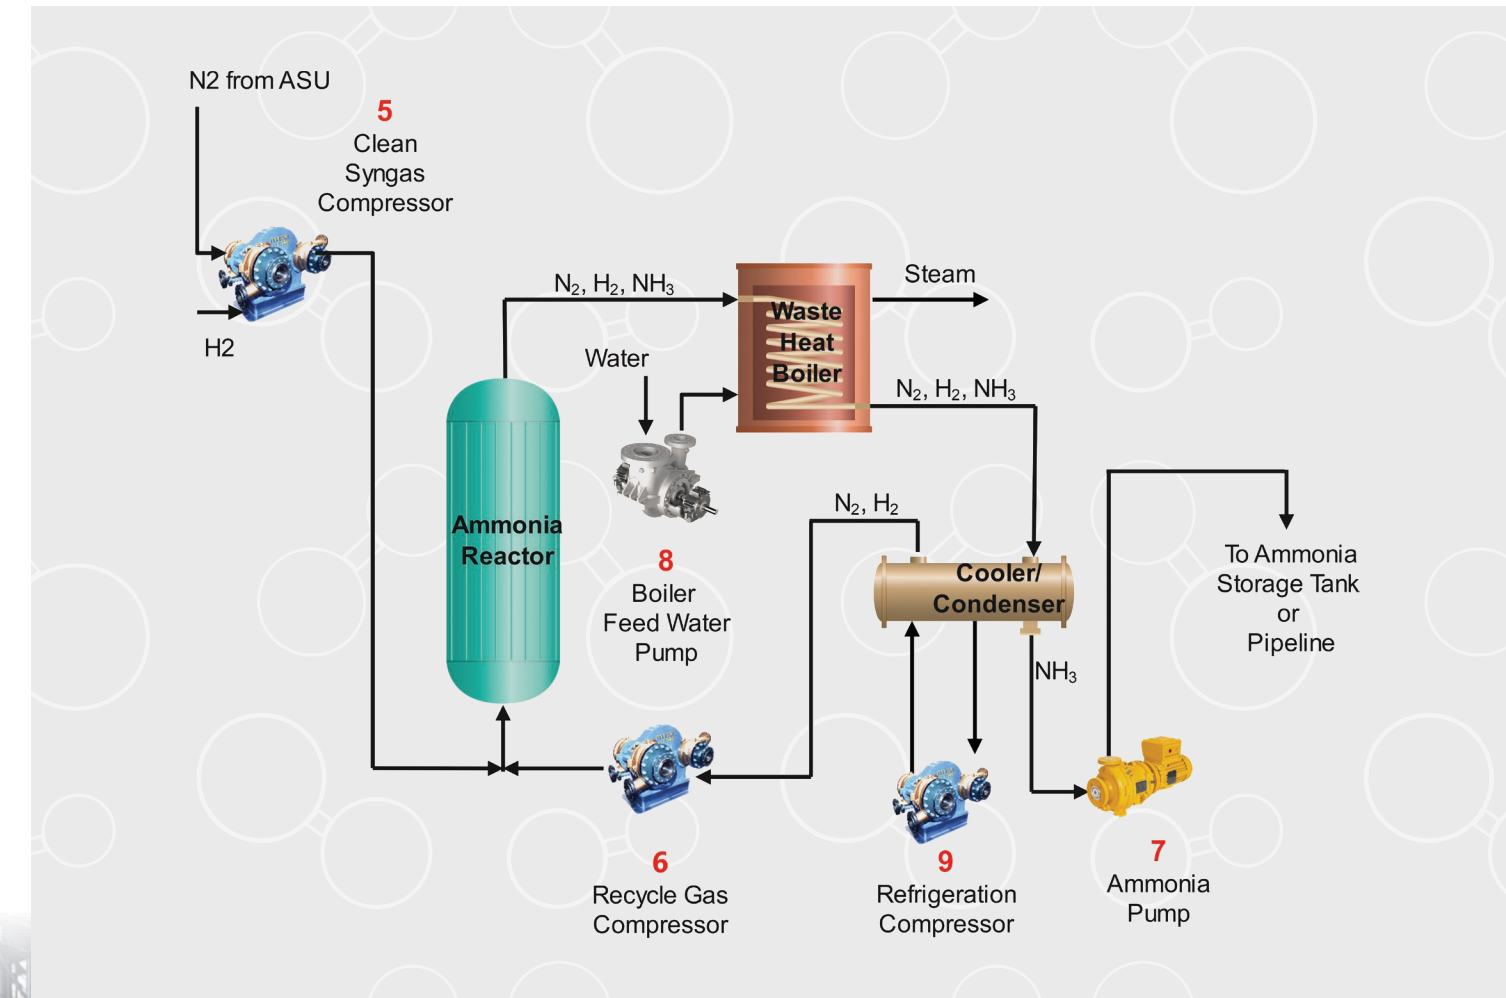 N2 from ASU
5
Clean
Syngas
Compressor
H2
N₂, H₂, NH₃
Steam
Waste
Heat
Boiler
Water
N₂, H₂, NH₃
N₂, H₂
Ammonia
Reactor
8
Boiler
Feed Water
Pump
Cooler/
Condenser
To Ammonia
Storage Tank
or
Pipeline
NH₃
6
Recycle Gas
Compressor
9
Refrigeration
Compressor
7
Ammonia
Pump